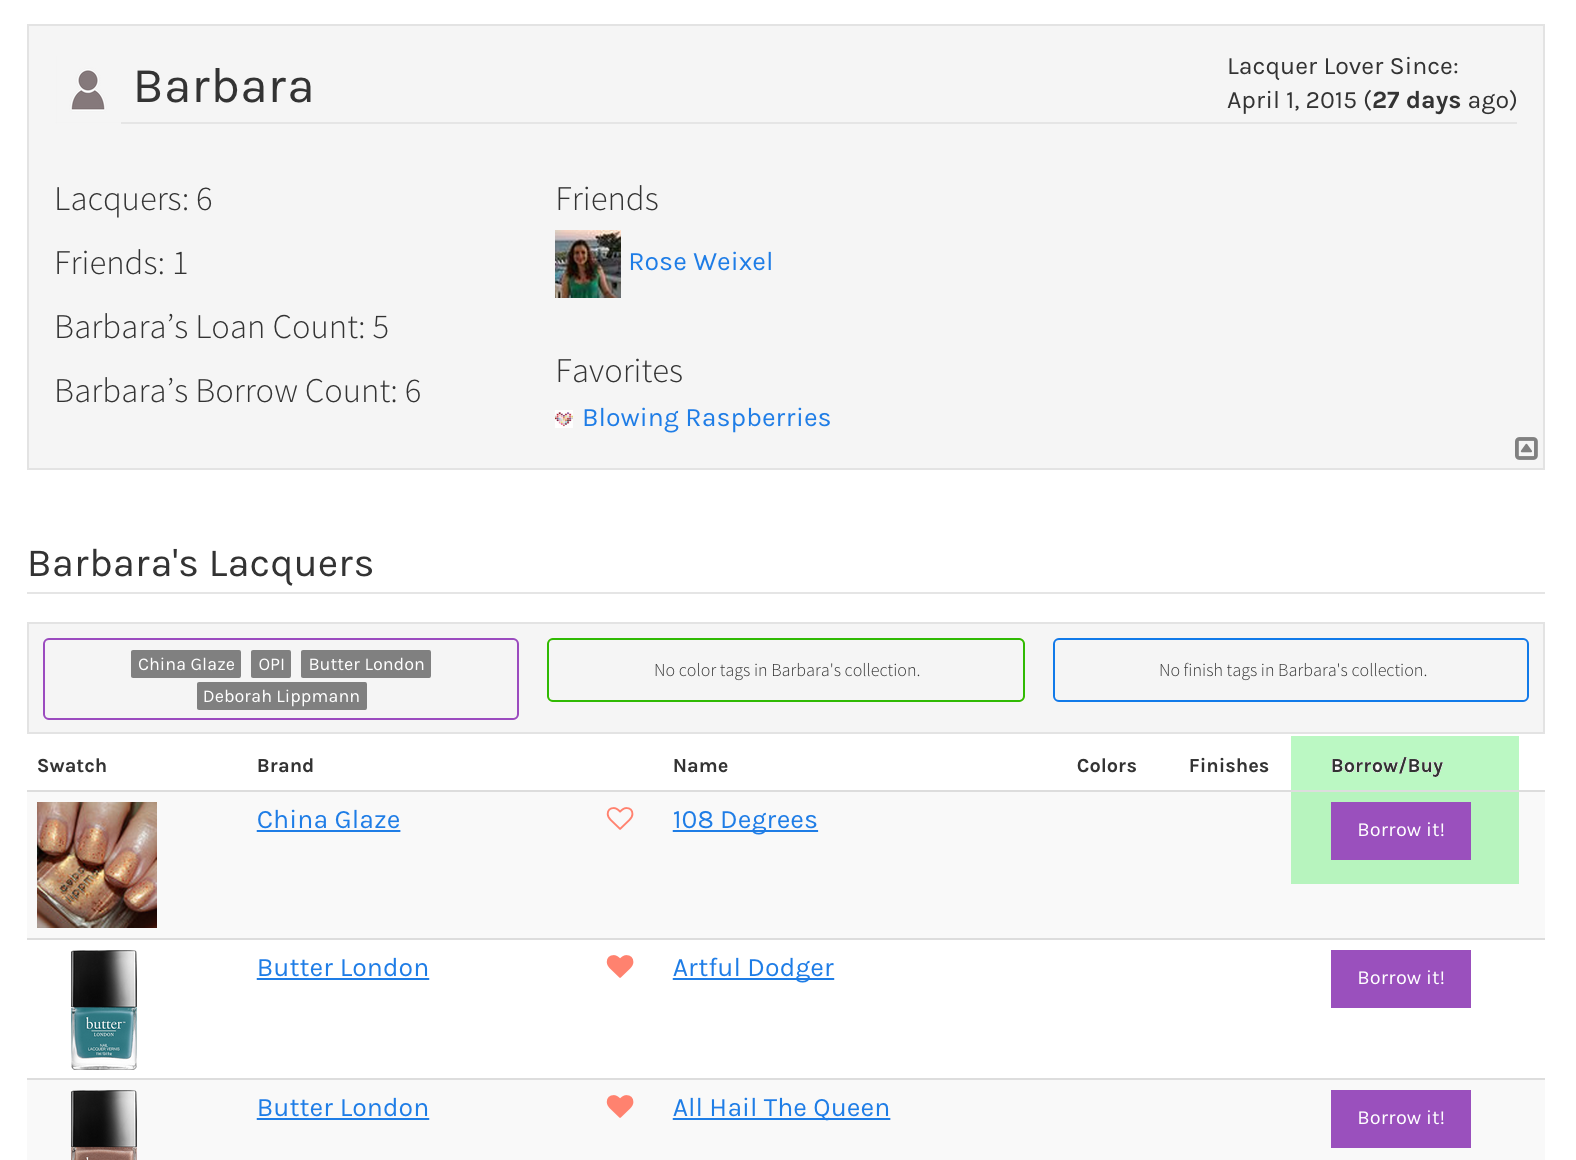 Barbara
Lacquer Lover Since:
April 1, 2015 (27 days ago)
Lacquers: 6
Friends: 1
Barbara’s Loan Count: 5
Barbara’s Borrow Count: 6
Friends
Rose Weixel
Favorites
Blowing Raspberries
Barbara's Lacquers
China Glaze OPI Butter London
Deborah Lippmann
No color tags in Barbara's collection.
No finish tags in Barbara's collection.
Swatch Brand Name Colors Finishes Borrow/Buy
China Glaze 108 Degrees Borrow it!
Butter London Artful Dodger Borrow it!
butter
LONDON
Butter London All Hail The Queen Borrow it!